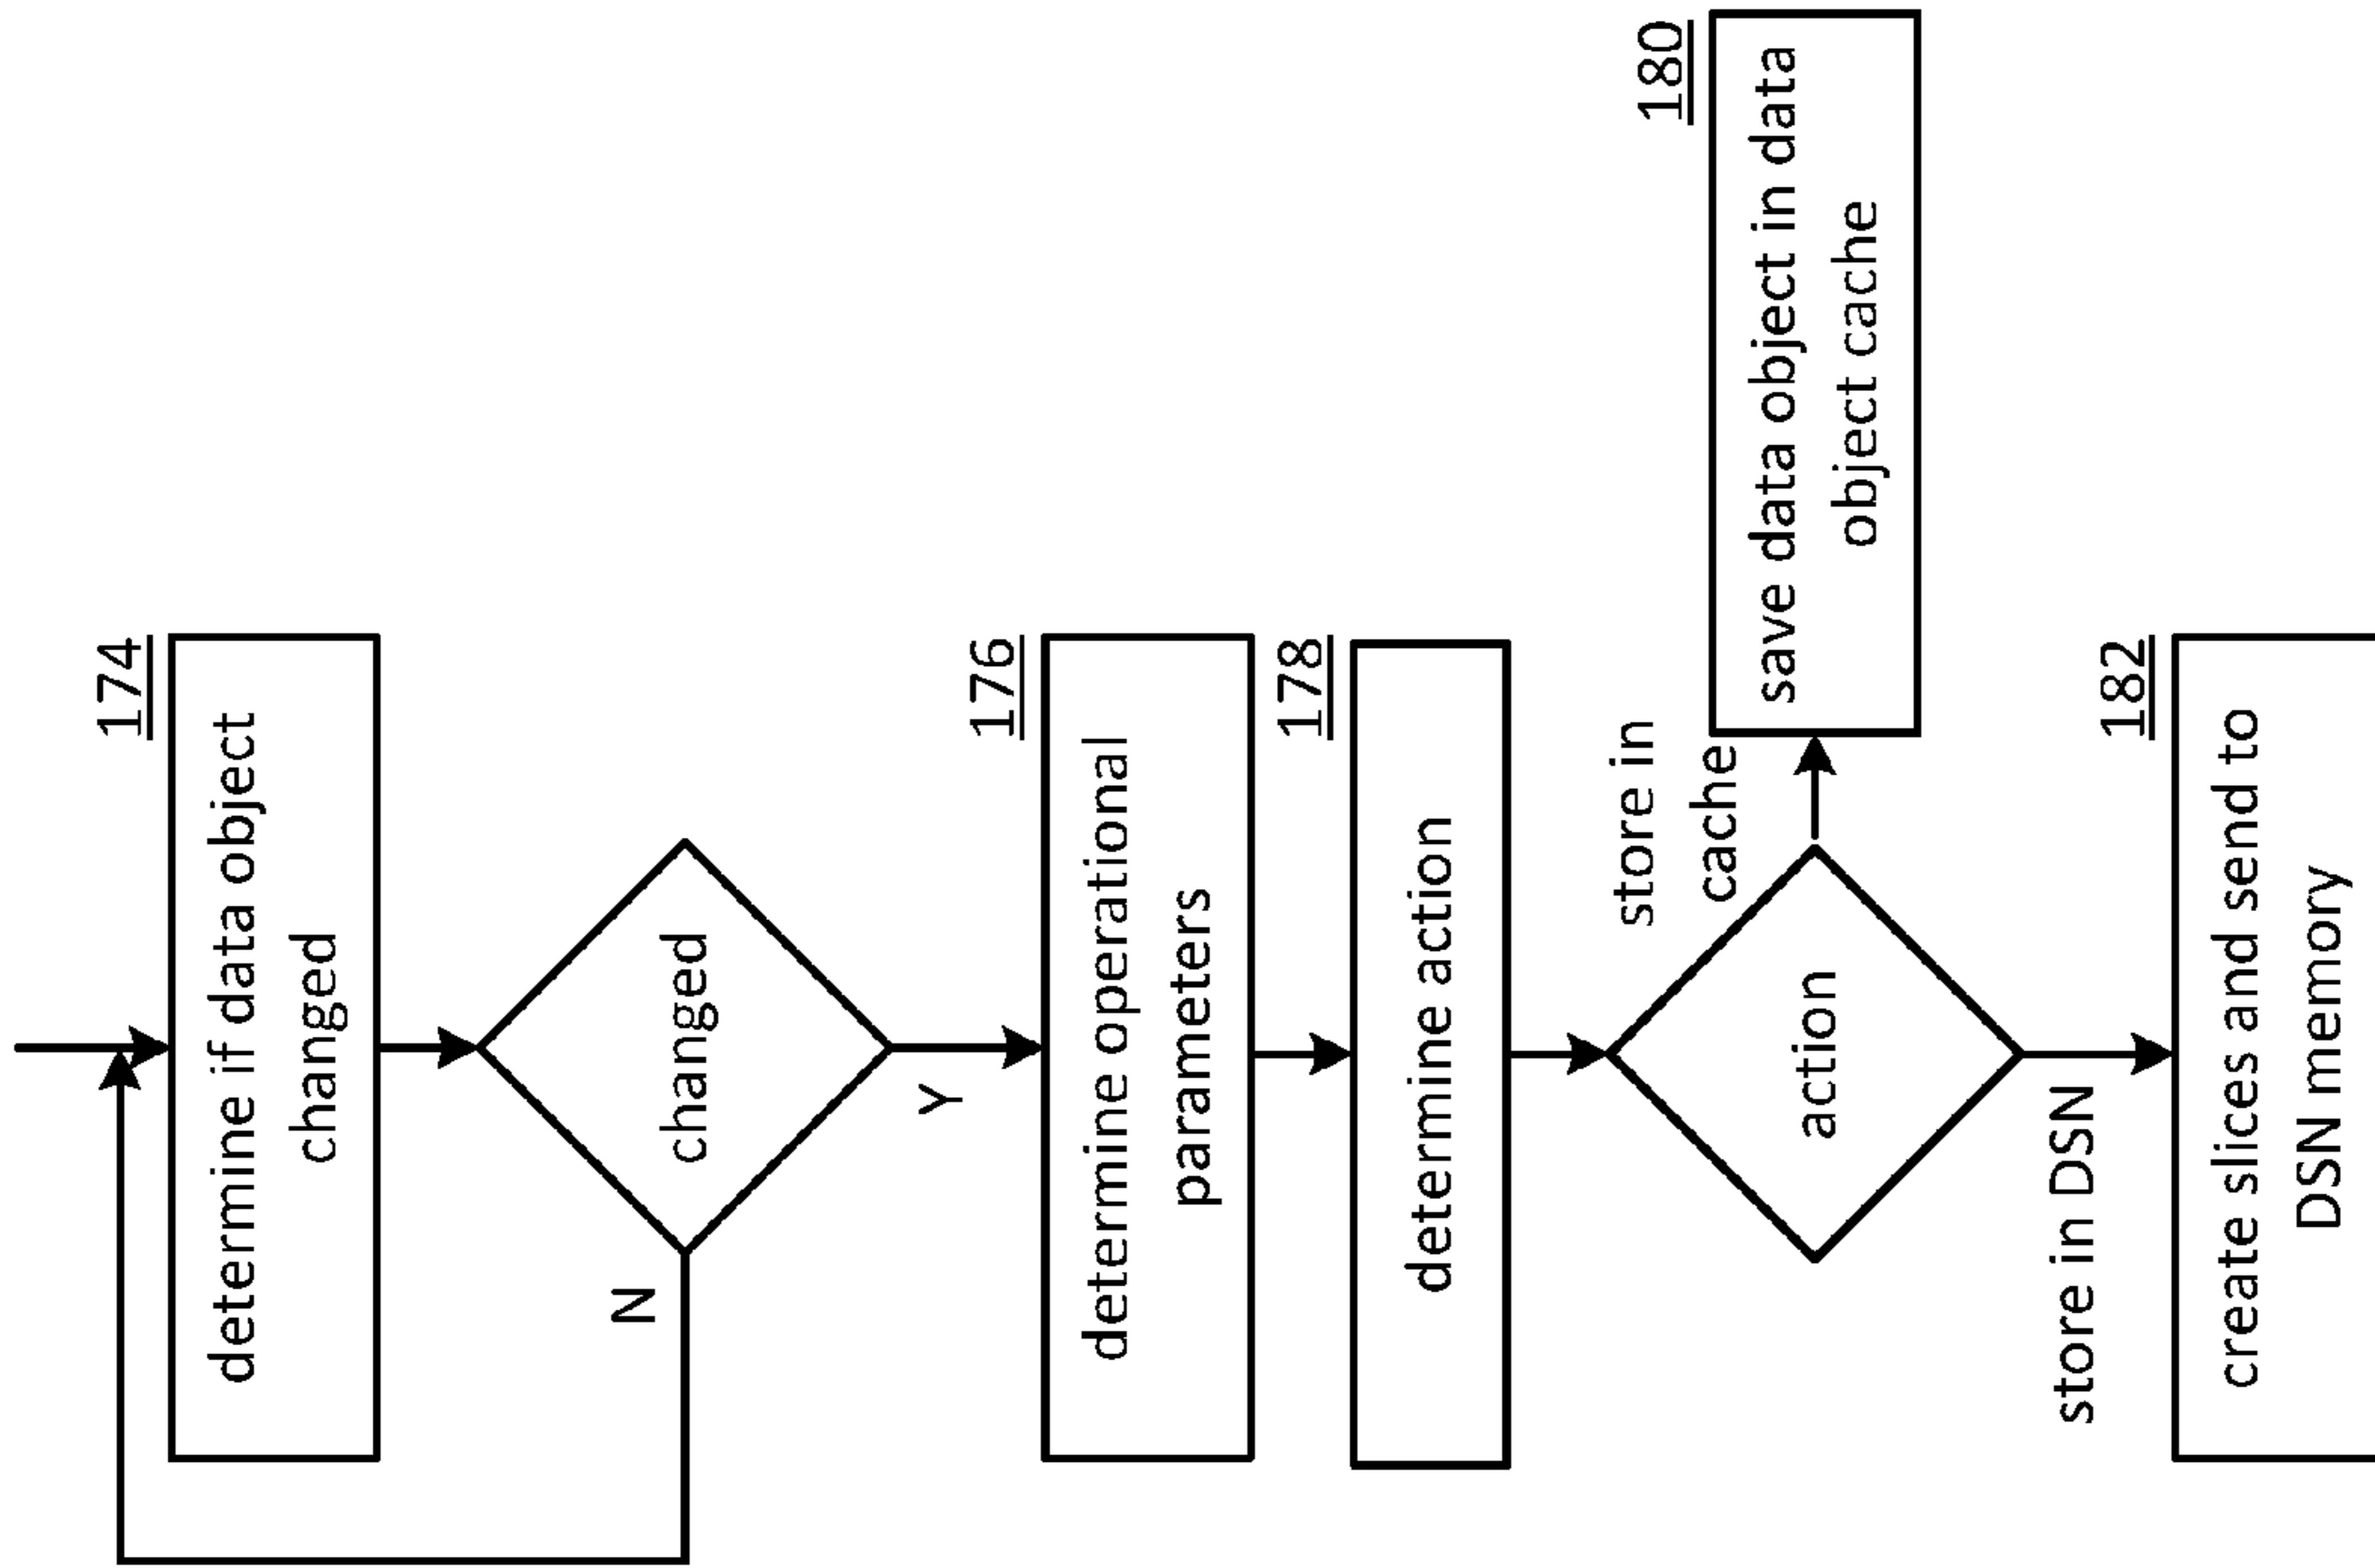 174
determine if data object
changed
changed
N
Y
176
determine operational
parameters
178
determine action
action
store in
cache
180
save data object in data
object cache
store in DSN
182
create slices and send to
DSN memory